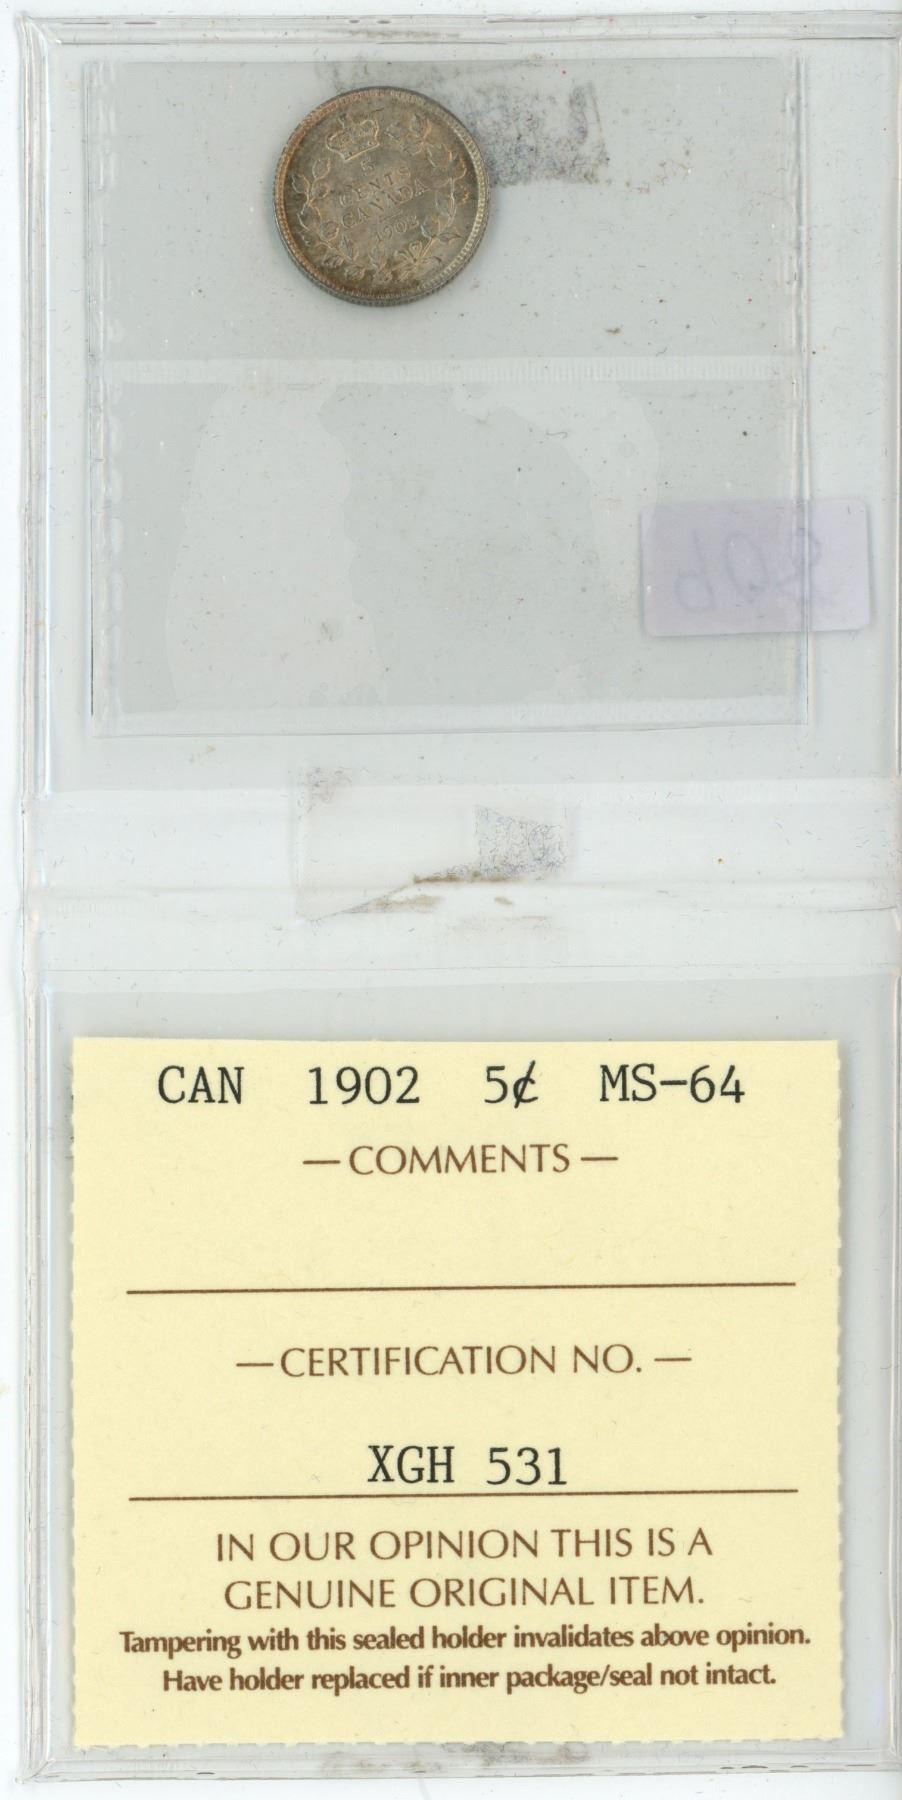 5
CENTS
CANADA
CAN 1902 5¢ MS-64
— COMMENTS —
— CERTIFICATION NO. —
XGH 531
IN OUR OPINION THIS IS A
GENUINE ORIGINAL ITEM.
Tampering with this sealed holder invalidates above opinion.
Have holder replaced if inner package/seal not intact.